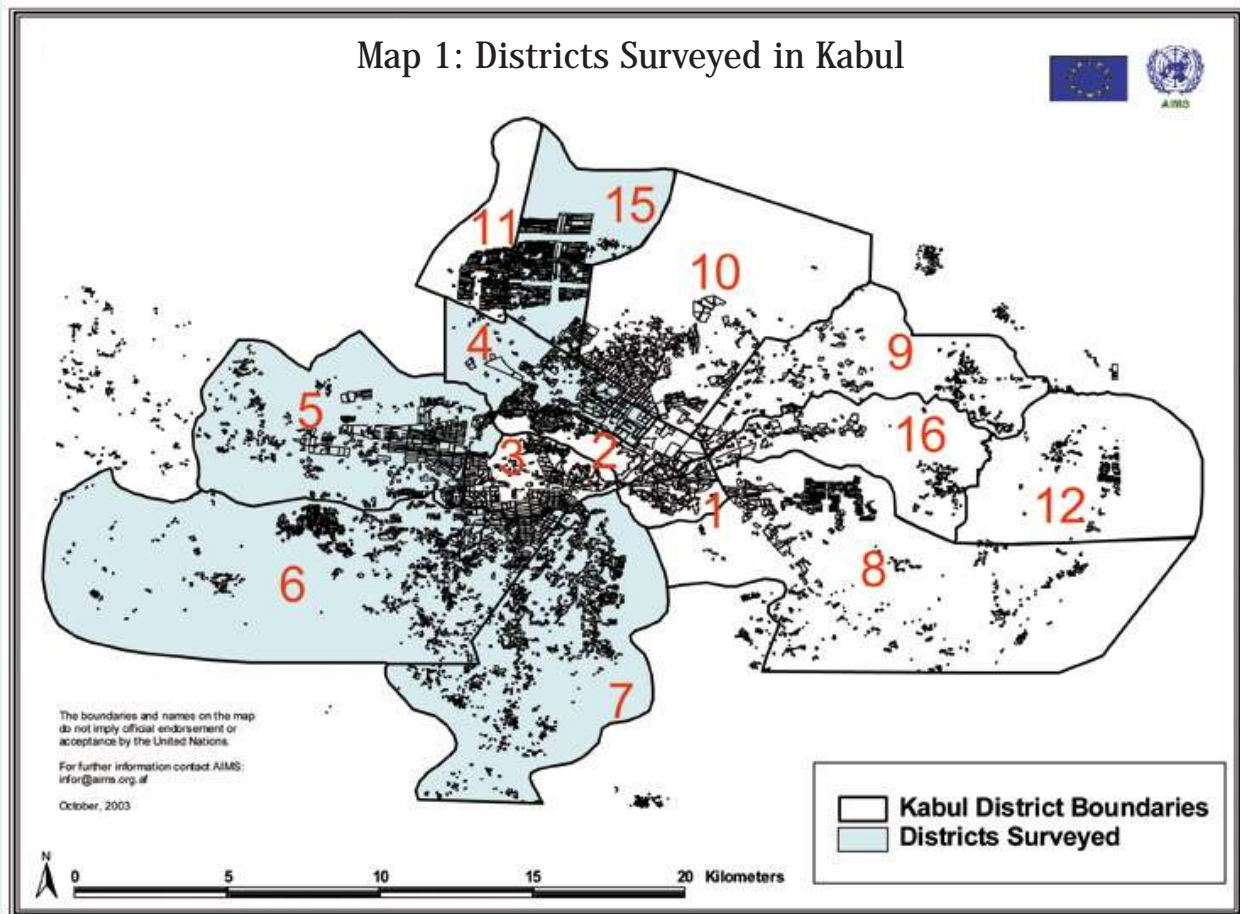 Map 1: Districts Surveyed in Kabul
AIMS
15
11
10
4
9
5
3
2
16
1
12
6
8
7
The boundaries and names on the map
do not imply official endorsement or
acceptance by the United Nations.
For further information contact AIMS:
infor@aims.org.af
October, 2003
Kabul District Boundaries
Districts Surveyed
N
0 5 10 15 20 Kilometers